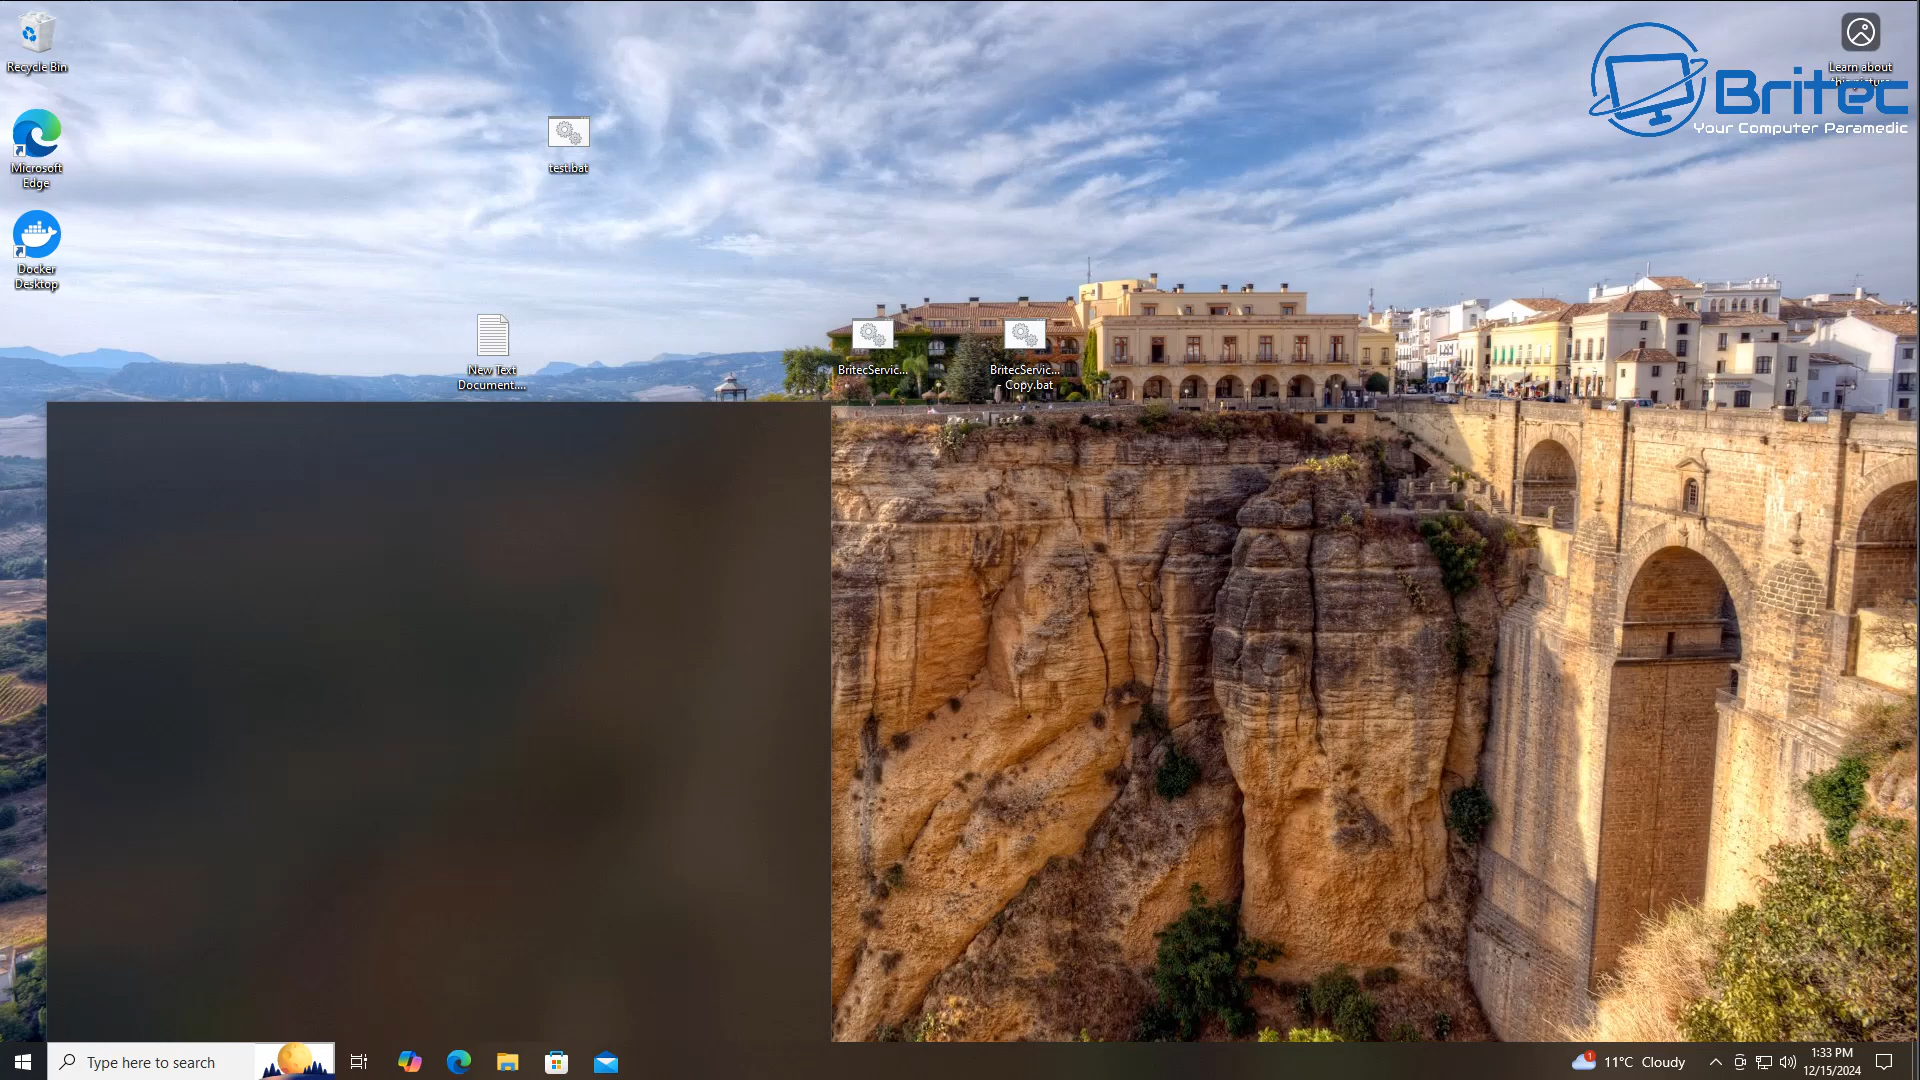 Recycle Bin
Microsoft
Edge
Docker
Desktop
test.bat
New Text
Document....
BritecServic...
BritecServic...
- Copy.bat
Learn about
Britec
Your Computer Paramedic
Type here to search
1
11°C Cloudy
1:33 PM
12/15/2024